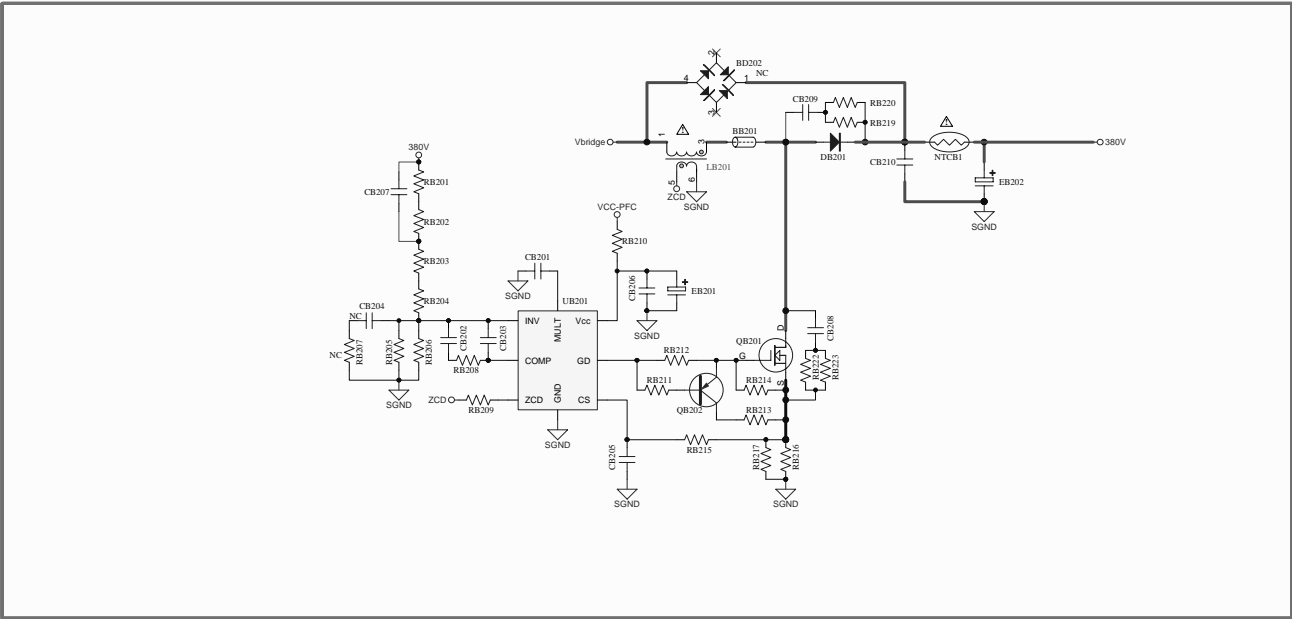 2
BD202
NC
4
1
3
CB209
RB220
RB219
Vbridge
1
3
BB201
DB201
CB210
NTCB1
380V
LB201
5
6
ZCD
SGND
EB202
SGND
380V
CB207
RB201
RB202
RB203
RB204
VCC-PFC
RB210
CB201
SGND
CB206
EB201
SGND
UB201
CB204
NC
NC
RB207
RB205
RB206
SGND
CB202
CB203
RB208
INV
MULT
Vcc
COMP
GD
ZCD
GND
CS
ZCD
RB209
SGND
RB212
RB211
QB202
G
D
S
QB201
CB208
RB222
RB223
RB214
RB213
RB215
CB205
SGND
RB217
RB216
SGND